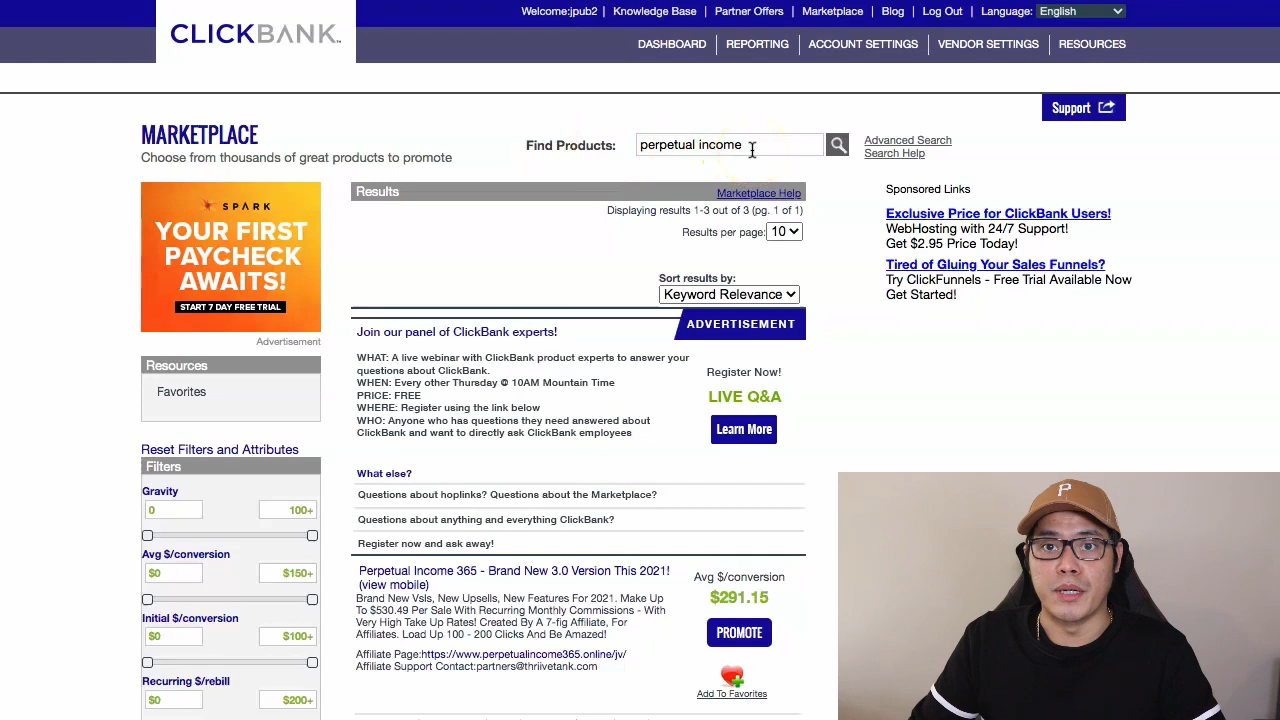 Welcome:jpub2 | Knowledge Base | Partner Offers | Marketplace | Blog | Log Out | Language: English
CLICKBANK™
DASHBOARD | REPORTING | ACCOUNT SETTINGS | VENDOR SETTINGS | RESOURCES
Support
MARKETPLACE
Choose from thousands of great products to promote
Find Products: perpetual income
Advanced Search
Search Help
SPARK
YOUR FIRST
PAYCHECK
AWAITS!
START 7 DAY FREE TRIAL
Advertisement
Resources
Favorites
Reset Filters and Attributes
Filters
Gravity
0 100+
Avg $/conversion
$0 $150+
Initial $/conversion
$0 $100+
Recurring $/rebill
$0 $200+
Results
Marketplace Help
Displaying results 1-3 out of 3 (pg. 1 of 1)
Results per page: 10
Sort results by:
Keyword Relevance
ADVERTISEMENT
Join our panel of ClickBank experts!
WHAT: A live webinar with ClickBank product experts to answer your
questions about ClickBank.
WHEN: Every other Thursday @ 10AM Mountain Time
PRICE: FREE
WHERE: Register using the link below
WHO: Anyone who has questions they need answered about
ClickBank and want to directly ask ClickBank employees
Register Now!
LIVE Q&A
Learn More
What else?
Questions about hoplinks? Questions about the Marketplace?
Questions about anything and everything ClickBank?
Register now and ask away!
Perpetual Income 365 - Brand New 3.0 Version This 2021!
(view mobile)
Brand New Vsls, New Upsells, New Features For 2021. Make Up
To $530.49 Per Sale With Recurring Monthly Commissions - With
Very High Take Up Rates! Created By A 7-fig Affiliate, For
Affiliates. Load Up 100 - 200 Clicks And Be Amazed!
Affiliate Page:https://www.perpetualincome365.online/jv/
Affiliate Support Contact:partners@thriivetank.com
Avg $/conversion
$291.15
PROMOTE
Add To Favorites
Sponsored Links
Exclusive Price for ClickBank Users!
WebHosting with 24/7 Support!
Get $2.95 Price Today!
Tired of Gluing Your Sales Funnels?
Try ClickFunnels - Free Trial Available Now
Get Started!
P